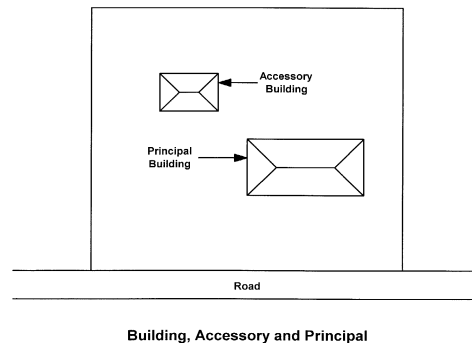 Accessory
Building
Principal
Building
Road
Building, Accessory and Principal